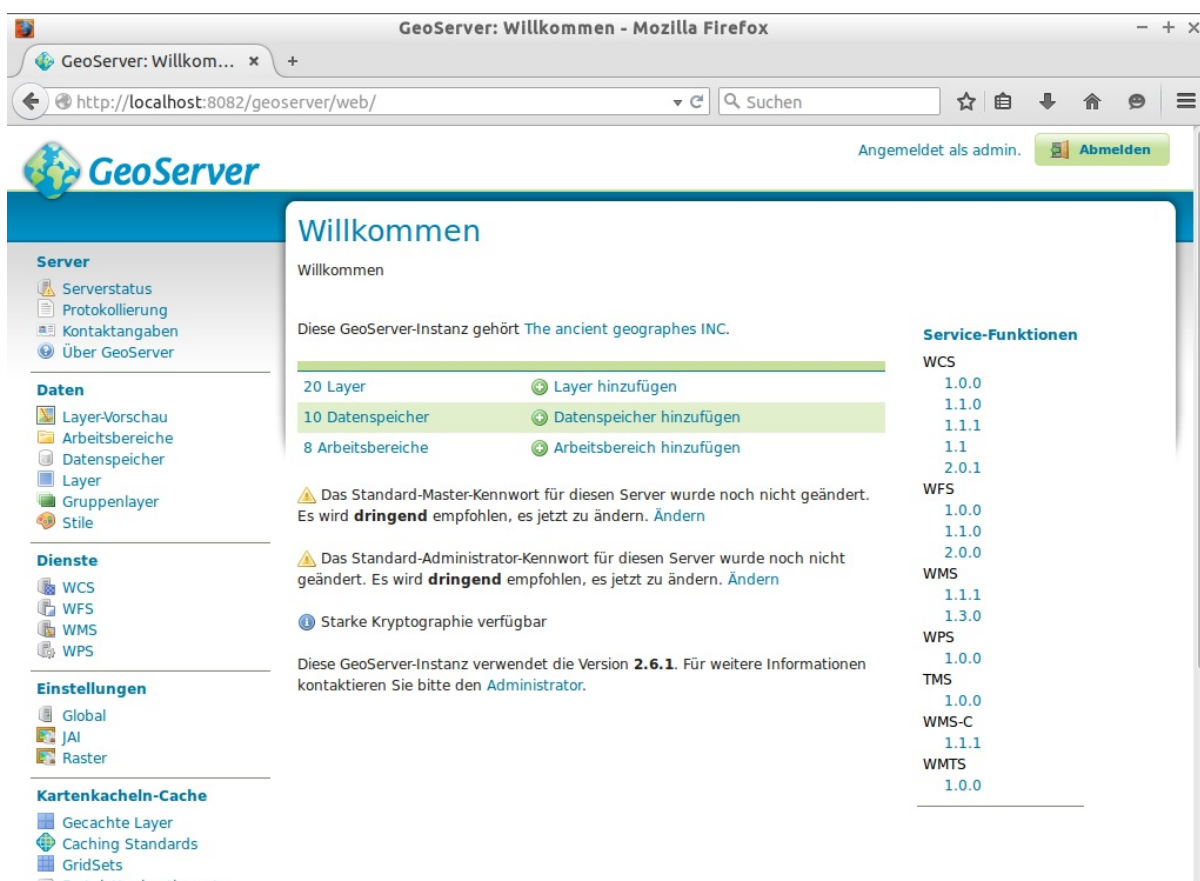 GeoServer: Willkommen - Mozilla Firefox
GeoServer: Willkom...
http://localhost:8082/geoserver/web/
Suchen
GeoServer
Angemeldet als admin.
Abmelden
Server
Serverstatus
Protokollierung
Kontaktangaben
Über GeoServer
Daten
Layer-Vorschau
Arbeitsbereiche
Datenspeicher
Layer
Gruppenlayer
Stile
Dienste
WCS
WFS
WMS
WPS
Einstellungen
Global
JAI
Raster
Kartenkacheln-Cache
Gecachte Layer
Caching Standards
GridSets
Willkommen
Willkommen
Diese GeoServer-Instanz gehört The ancient geographes INC.
20 Layer
Layer hinzufügen
10 Datenspeicher
Datenspeicher hinzufügen
8 Arbeitsbereiche
Arbeitsbereich hinzufügen
Das Standard-Master-Kennwort für diesen Server wurde noch nicht geändert.
Es wird dringend empfohlen, es jetzt zu ändern. Ändern
Das Standard-Administrator-Kennwort für diesen Server wurde noch nicht
geändert. Es wird dringend empfohlen, es jetzt zu ändern. Ändern
Starke Kryptographie verfügbar
Diese GeoServer-Instanz verwendet die Version 2.6.1. Für weitere Informationen
kontaktieren Sie bitte den Administrator.
Service-Funktionen
WCS
1.0.0
1.1.0
1.1.1
1.1
2.0.1
WFS
1.0.0
1.1.0
2.0.0
WMS
1.1.1
1.3.0
WPS
1.0.0
TMS
1.0.0
WMS-C
1.1.1
WMTS
1.0.0